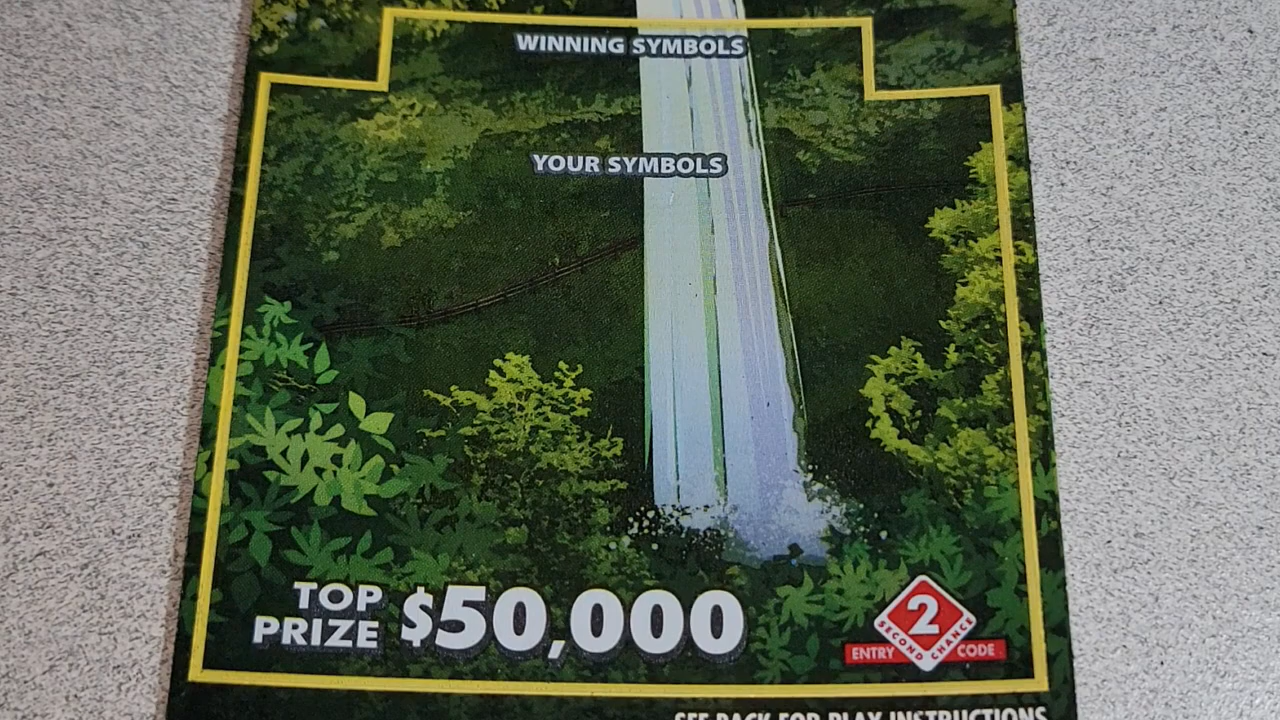 WINNING SYMBOLS
YOUR SYMBOLS
TOP
PRIZE $50,000
2
SECOND CHANCE
ENTRY CODE
SEE BACK FOR PLAY INSTRUCTIONS